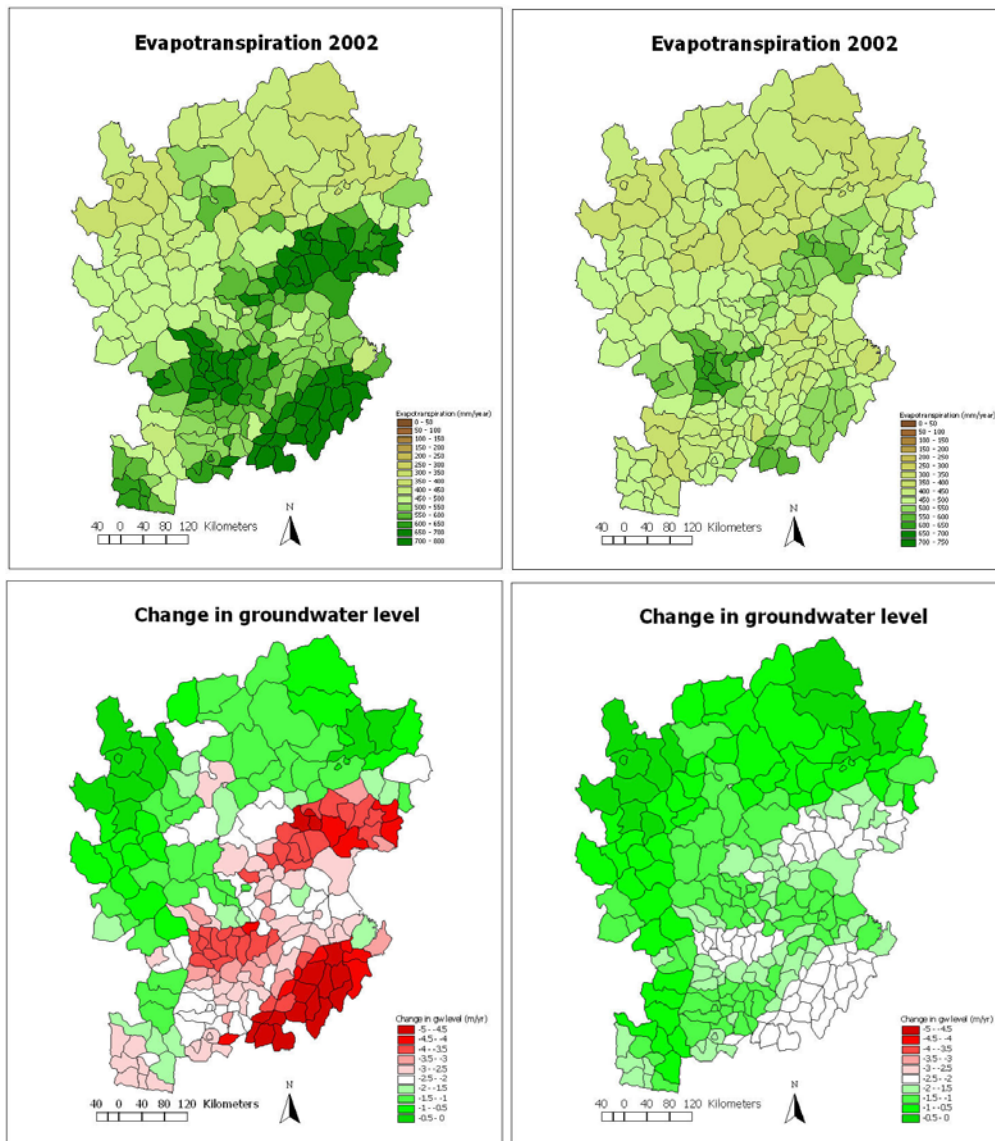 Evapotranspiration 2002
Evapotranspiration (mm/year)
0 - 50
50 - 100
100 - 150
150 - 200
200 - 250
250 - 300
300 - 350
350 - 400
400 - 450
450 - 500
500 - 550
550 - 600
600 - 650
650 - 700
700 - 800
N
40 0 40 80 120 Kilometers
Evapotranspiration 2002
Evapotranspiration (mm/year)
0 - 50
50 - 100
100 - 150
150 - 200
200 - 250
250 - 300
300 - 350
350 - 400
400 - 450
450 - 500
500 - 550
550 - 600
600 - 650
650 - 700
700 - 750
N
40 0 40 80 120 Kilometers
Change in groundwater level
Change in gw level (m/yr)
-5 - -4.5
-4.5 - -4
-4 - -3.5
-3.5 - -3
-3 - -2.5
-2.5 - -2
-2 - -1.5
-1.5 - -1
-1 - -0.5
-0.5 - 0
N
40 0 40 80 120 Kilometers
Change in groundwater level
Change in gw level (m/yr)
-5 - -4.5
-4.5 - -4
-4 - -3.5
-3.5 - -3
-3 - -2.5
-2.5 - -2
-2 - -1.5
-1.5 - -1
-1 - -0.5
-0.5 - 0
N
40 0 40 80 120 Kilometers